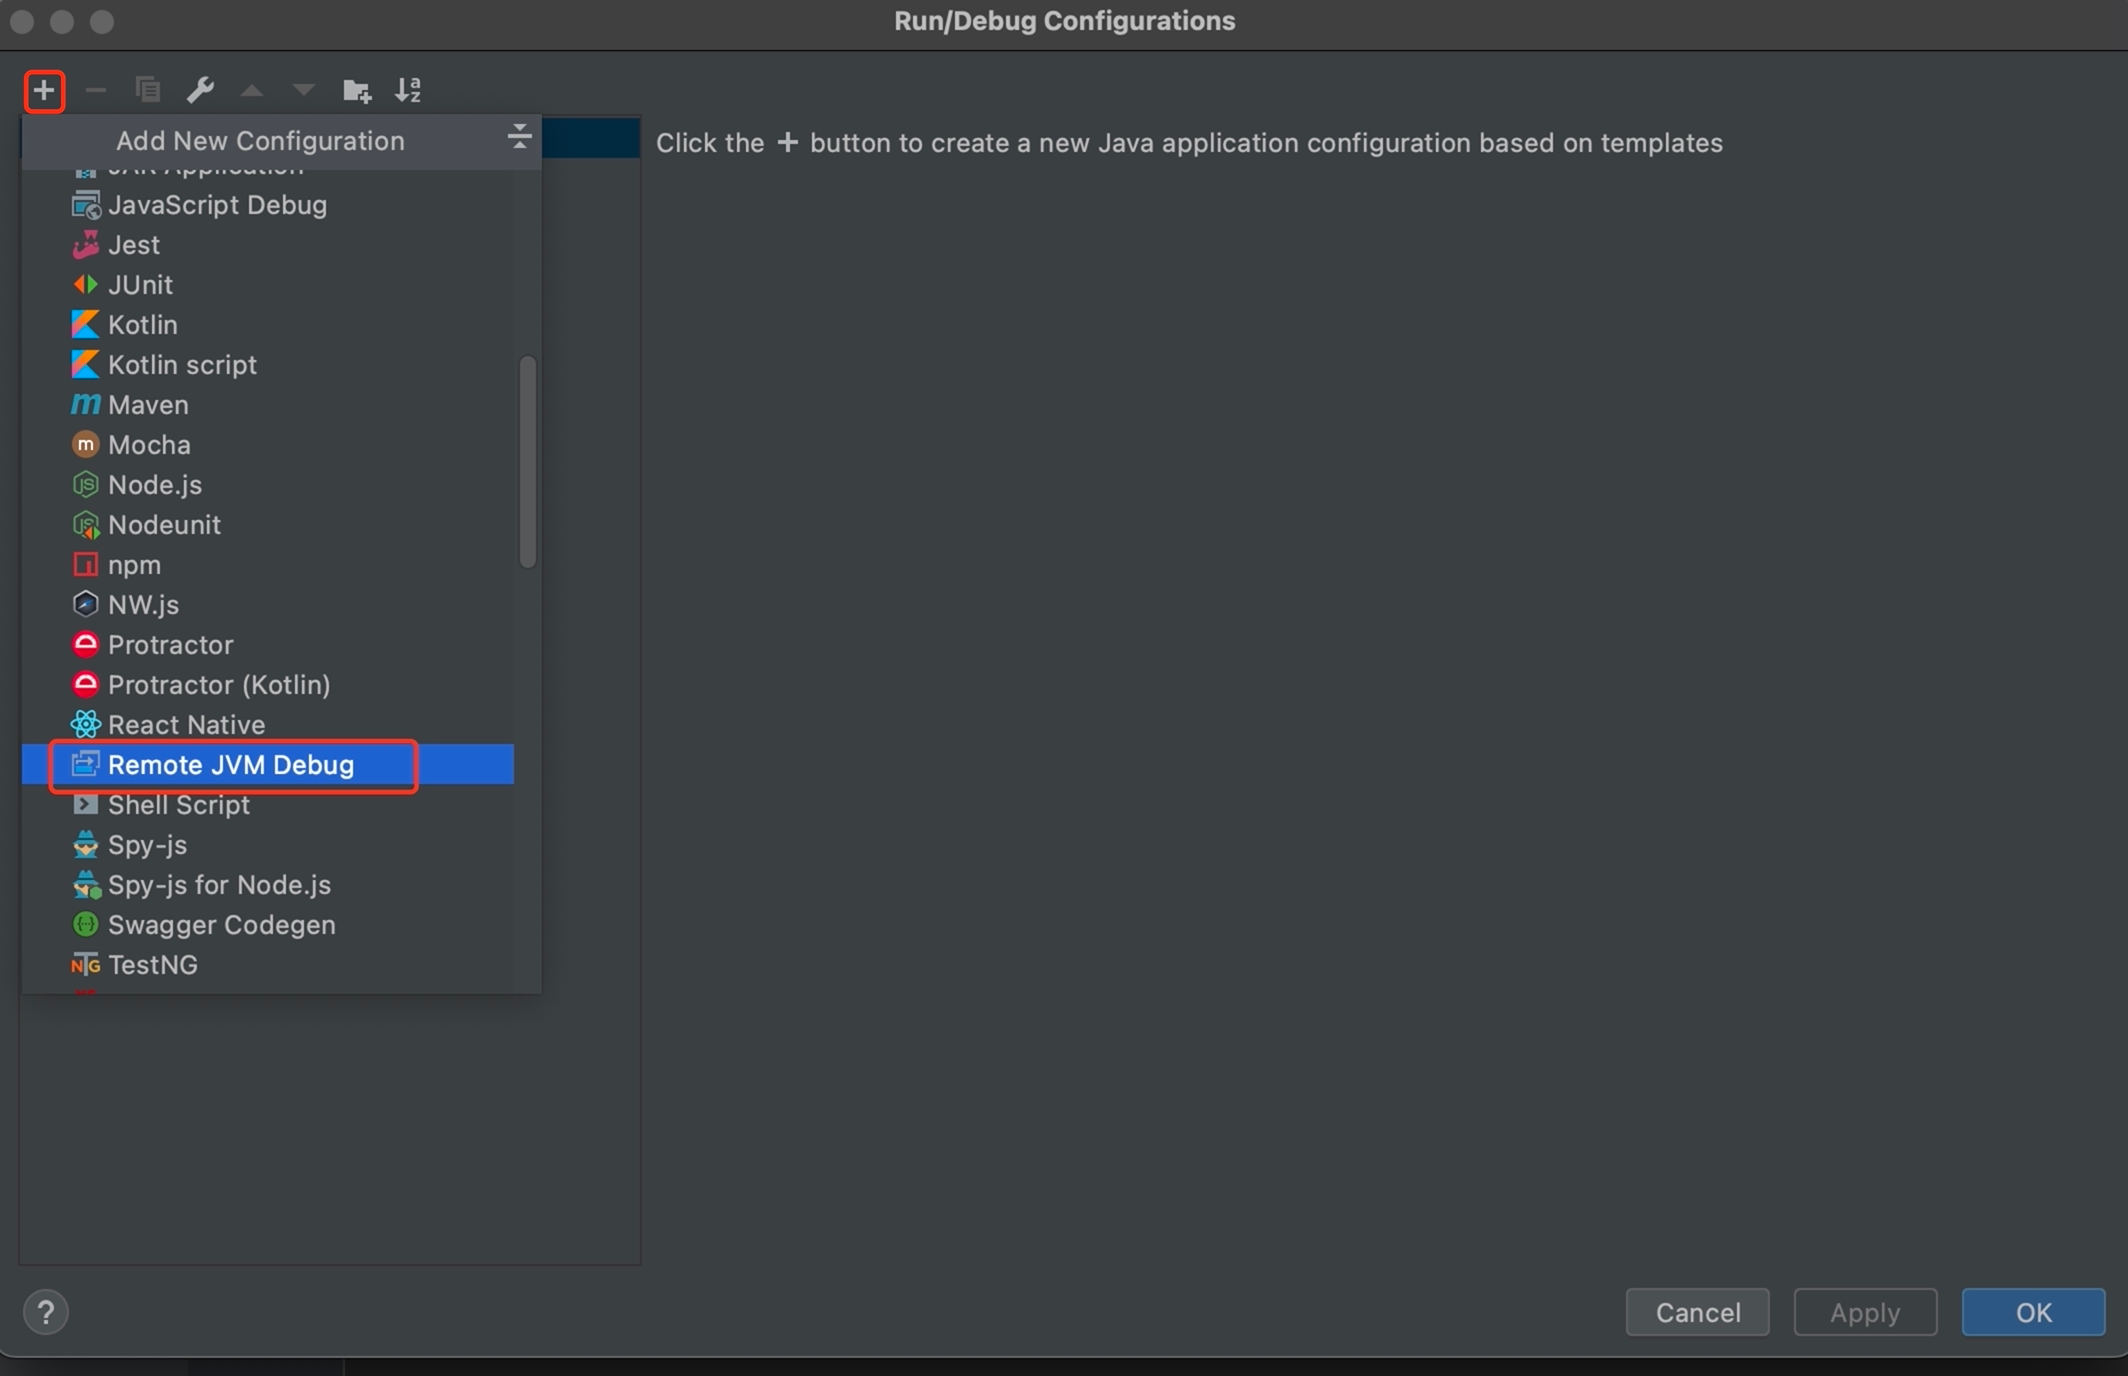 Run/Debug Configurations
Add New Configuration
Click the + button to create a new Java application configuration based on templates
JAR Application
JavaScript Debug
Jest
JUnit
Kotlin
Kotlin script
Maven
Mocha
Node.js
Nodeunit
npm
NW.js
Protractor
Protractor (Kotlin)
React Native
Remote JVM Debug
Shell Script
Spy-js
Spy-js for Node.js
Swagger Codegen
TestNG
?
Cancel
Apply
OK